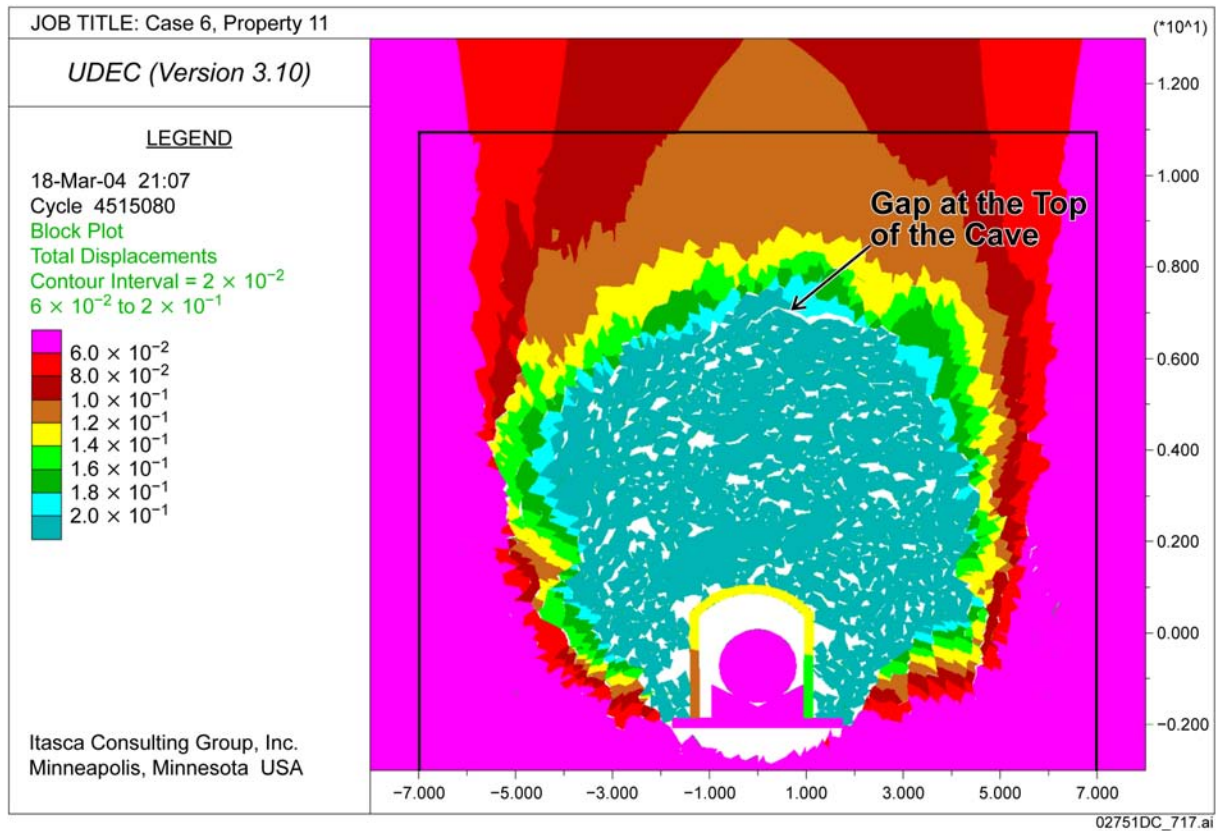 JOB TITLE: Case 6, Property 11
(*10^1)
UDEC (Version 3.10)
LEGEND
18-Mar-04 21:07
Cycle 4515080
Block Plot
Total Displacements
Contour Interval = 2 × 10⁻²
6 × 10⁻² to 2 × 10⁻¹
6.0 × 10⁻²
8.0 × 10⁻²
1.0 × 10⁻¹
1.2 × 10⁻¹
1.4 × 10⁻¹
1.6 × 10⁻¹
1.8 × 10⁻¹
2.0 × 10⁻¹
Itasca Consulting Group, Inc.
Minneapolis, Minnesota USA
Gap at the Top
of the Cave
1.200
1.000
0.800
0.600
0.400
0.200
0.000
−0.200
−7.000 −5.000 −3.000 −1.000 1.000 3.000 5.000 7.000
02751DC_717.ai